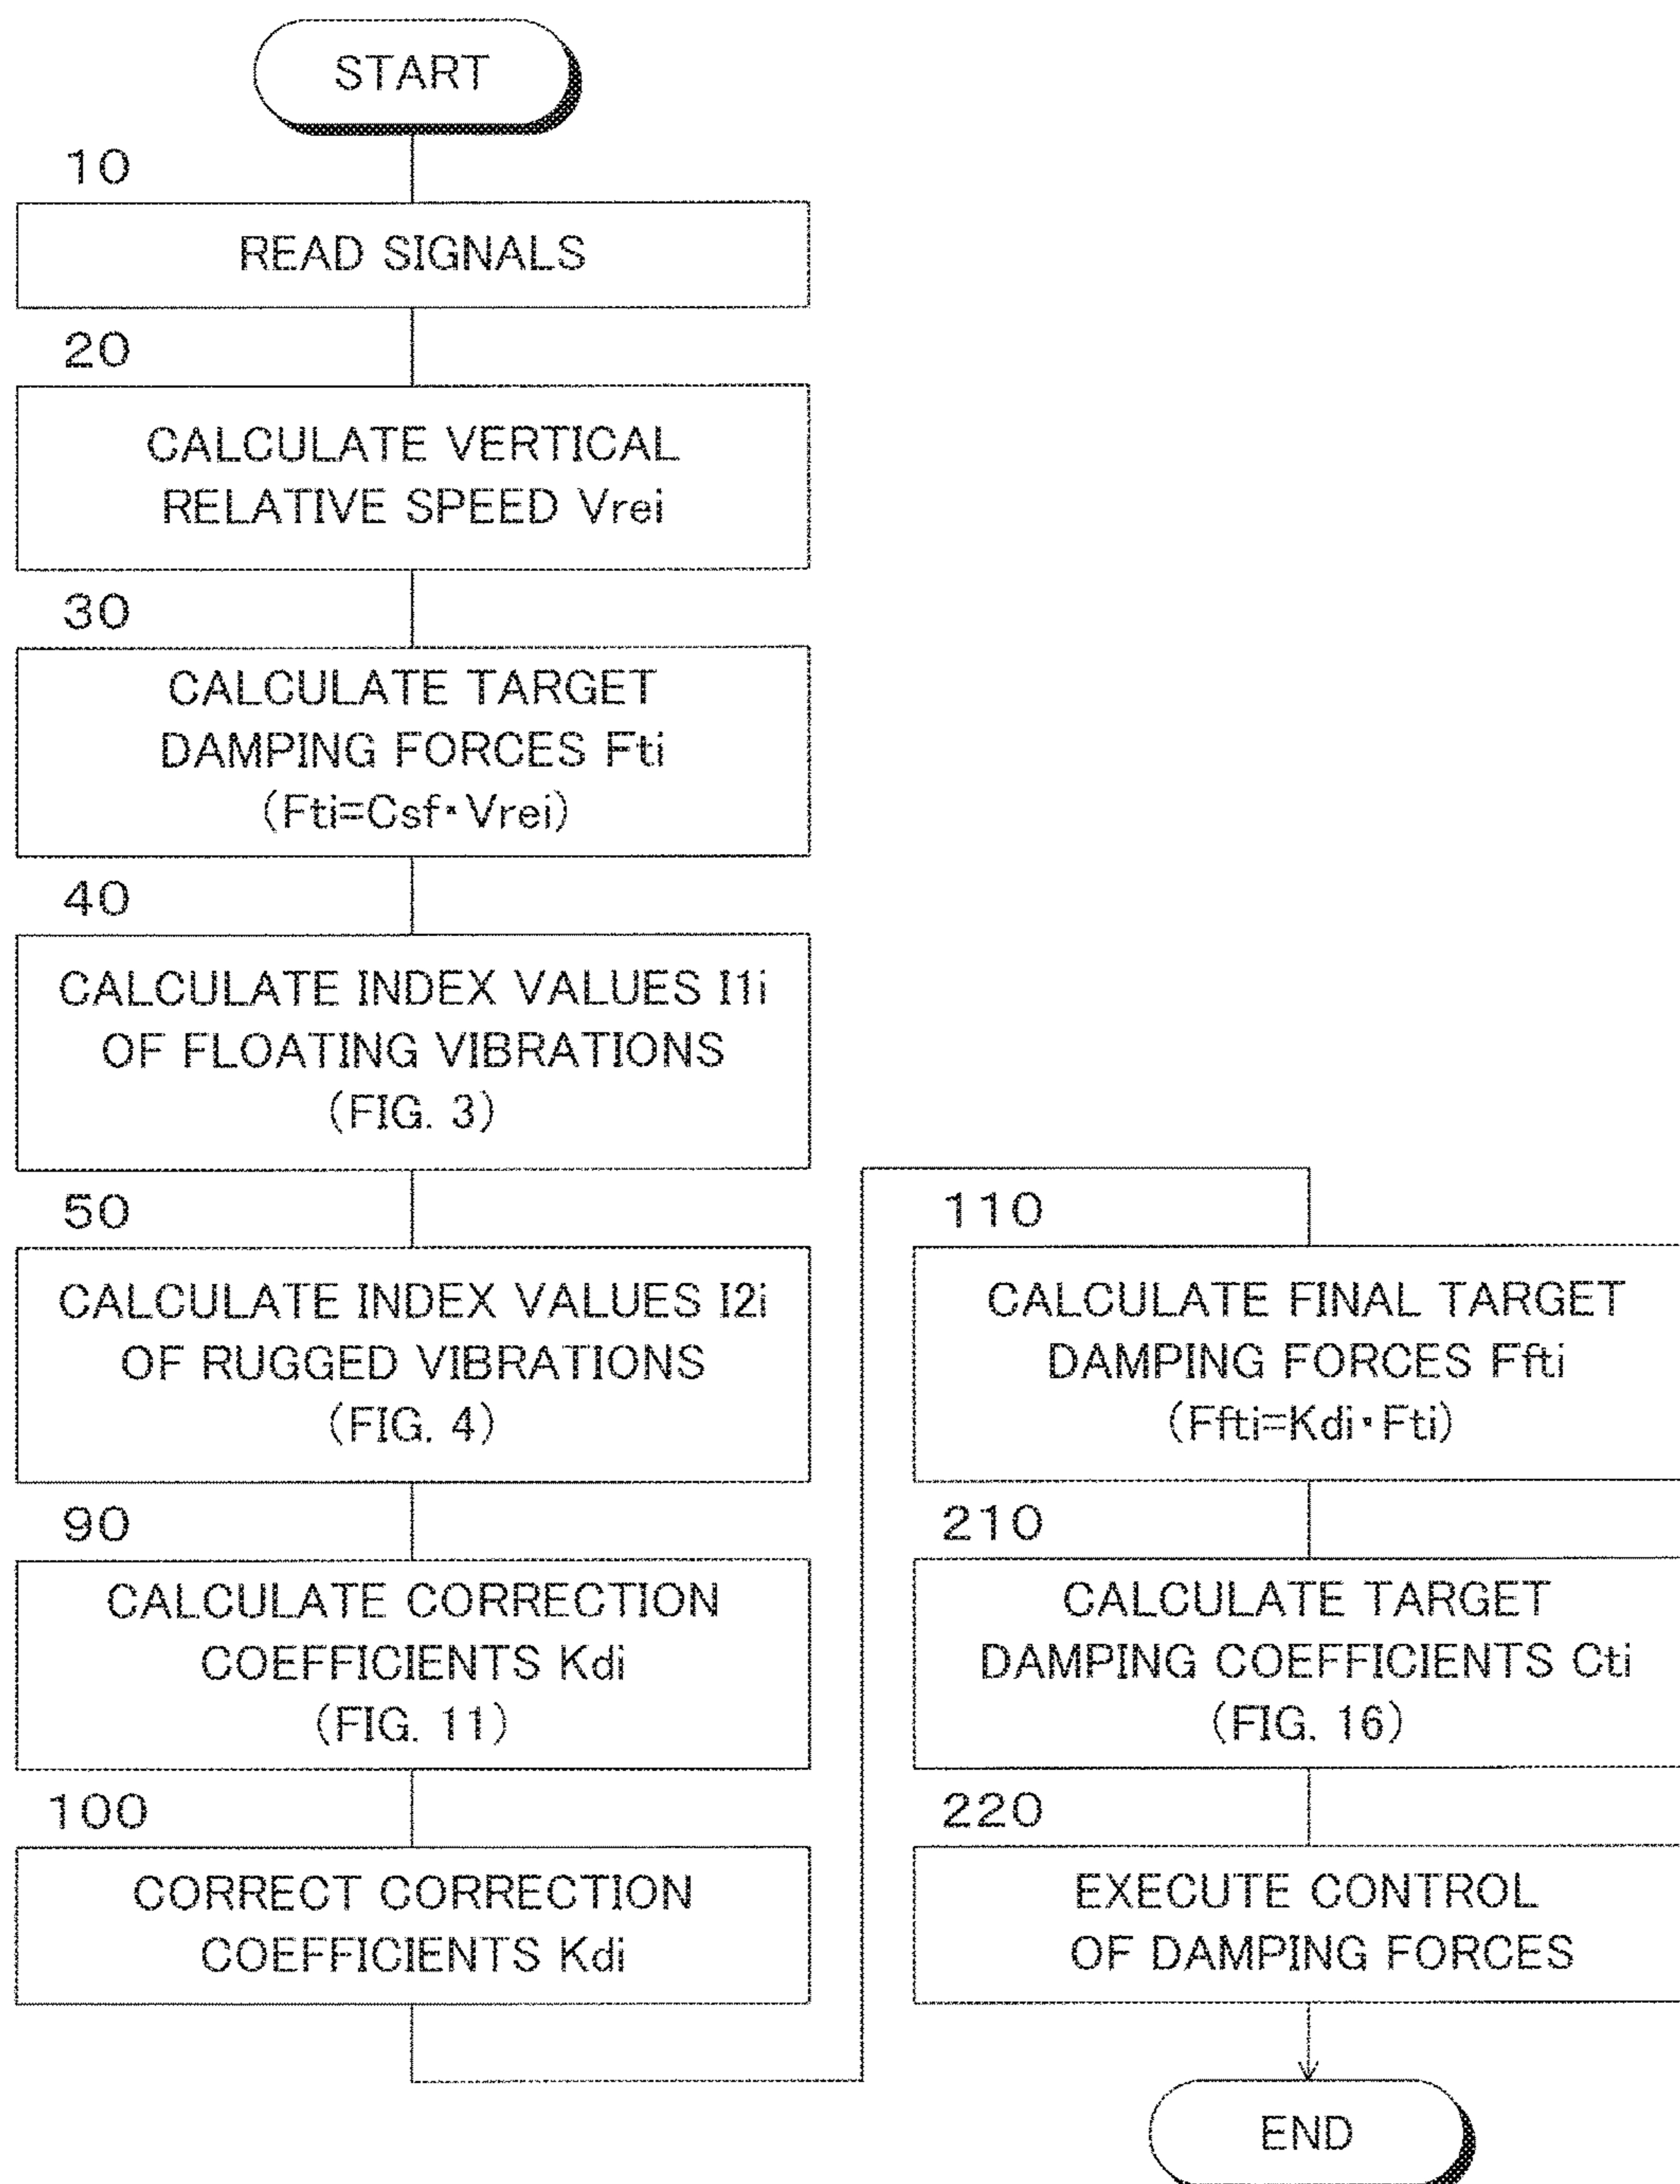 START
10
READ SIGNALS
20
CALCULATE VERTICAL
RELATIVE SPEED Vrei
30
CALCULATE TARGET
DAMPING FORCES Fti
(Fti=Csf・Vrei)
40
CALCULATE INDEX VALUES I1i
OF FLOATING VIBRATIONS
(FIG. 3)
50
CALCULATE INDEX VALUES I2i
OF RUGGED VIBRATIONS
(FIG. 4)
90
CALCULATE CORRECTION
COEFFICIENTS Kdi
(FIG. 11)
100
CORRECT CORRECTION
COEFFICIENTS Kdi
110
CALCULATE FINAL TARGET
DAMPING FORCES Ffti
(Ffti=Kdi・Fti)
210
CALCULATE TARGET
DAMPING COEFFICIENTS Cti
(FIG. 16)
220
EXECUTE CONTROL
OF DAMPING FORCES
END